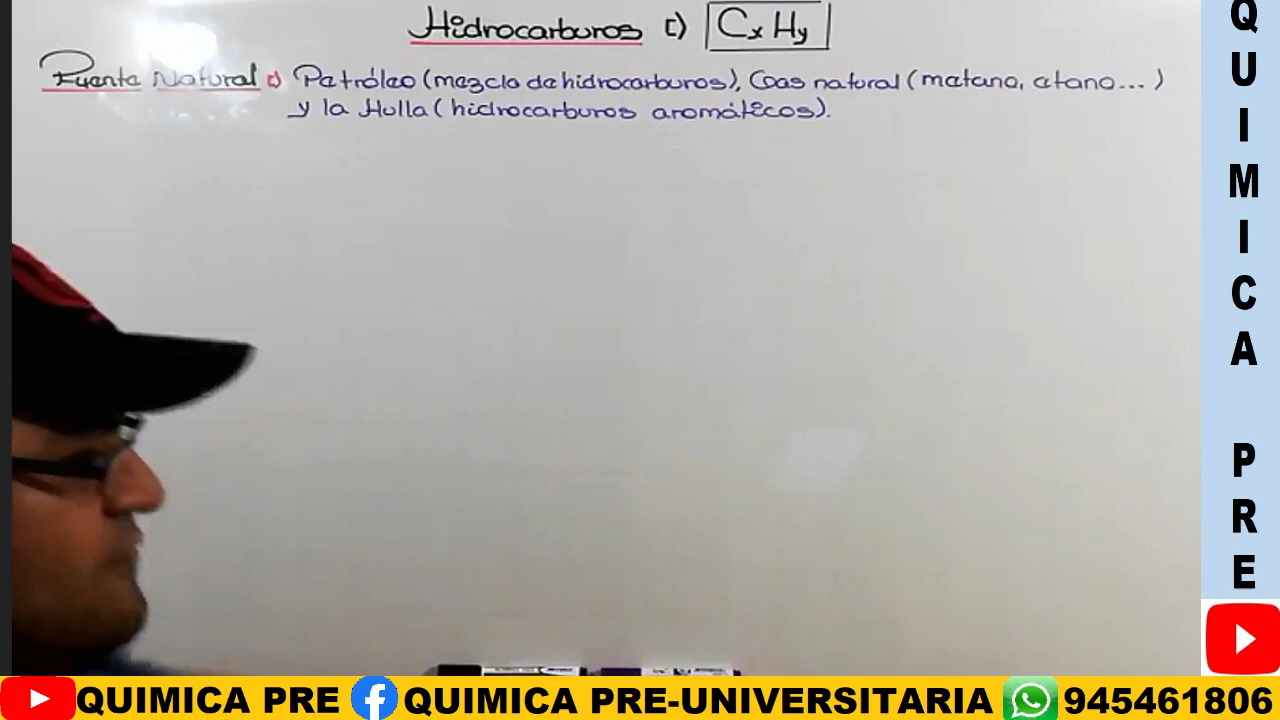 Hidrocarburos CxHy
Fuente Natural Petróleo (mezcla de hidrocarburos), Gas natural (metano, etano...)
y la Hulla (hidrocarburos aromáticos).
QUIMICA PRE
QUIMICA PRE QUIMICA PRE-UNIVERSITARIA 945461806